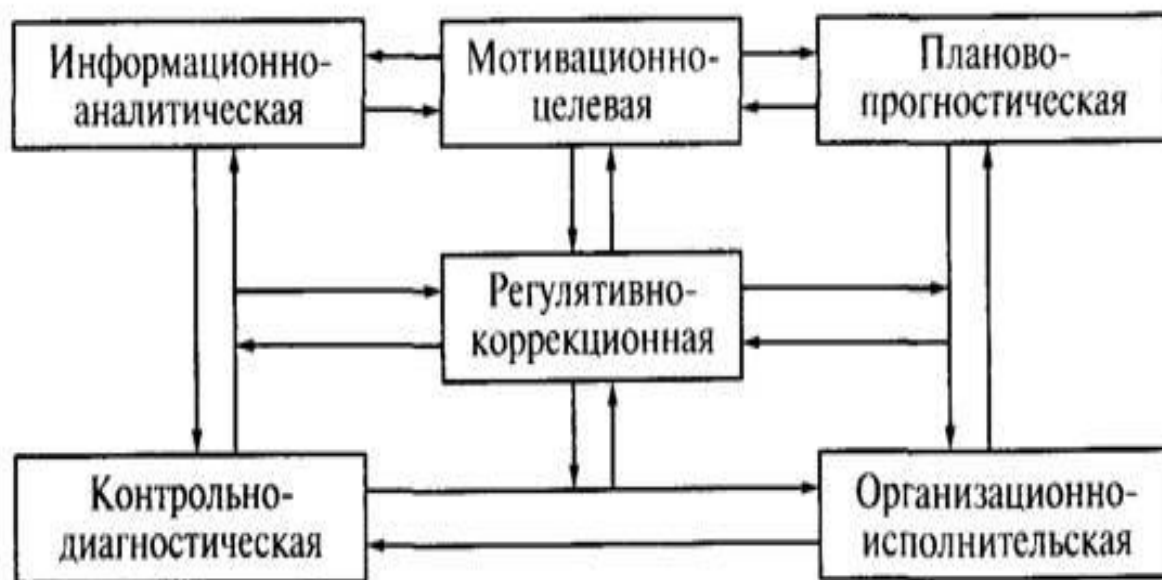 Информационно-
аналитическая
Мотивационно-
целевая
Планово-
прогностическая
Регулятивно-
коррекционная
Контрольно-
диагностическая
Организационно-
исполнительская